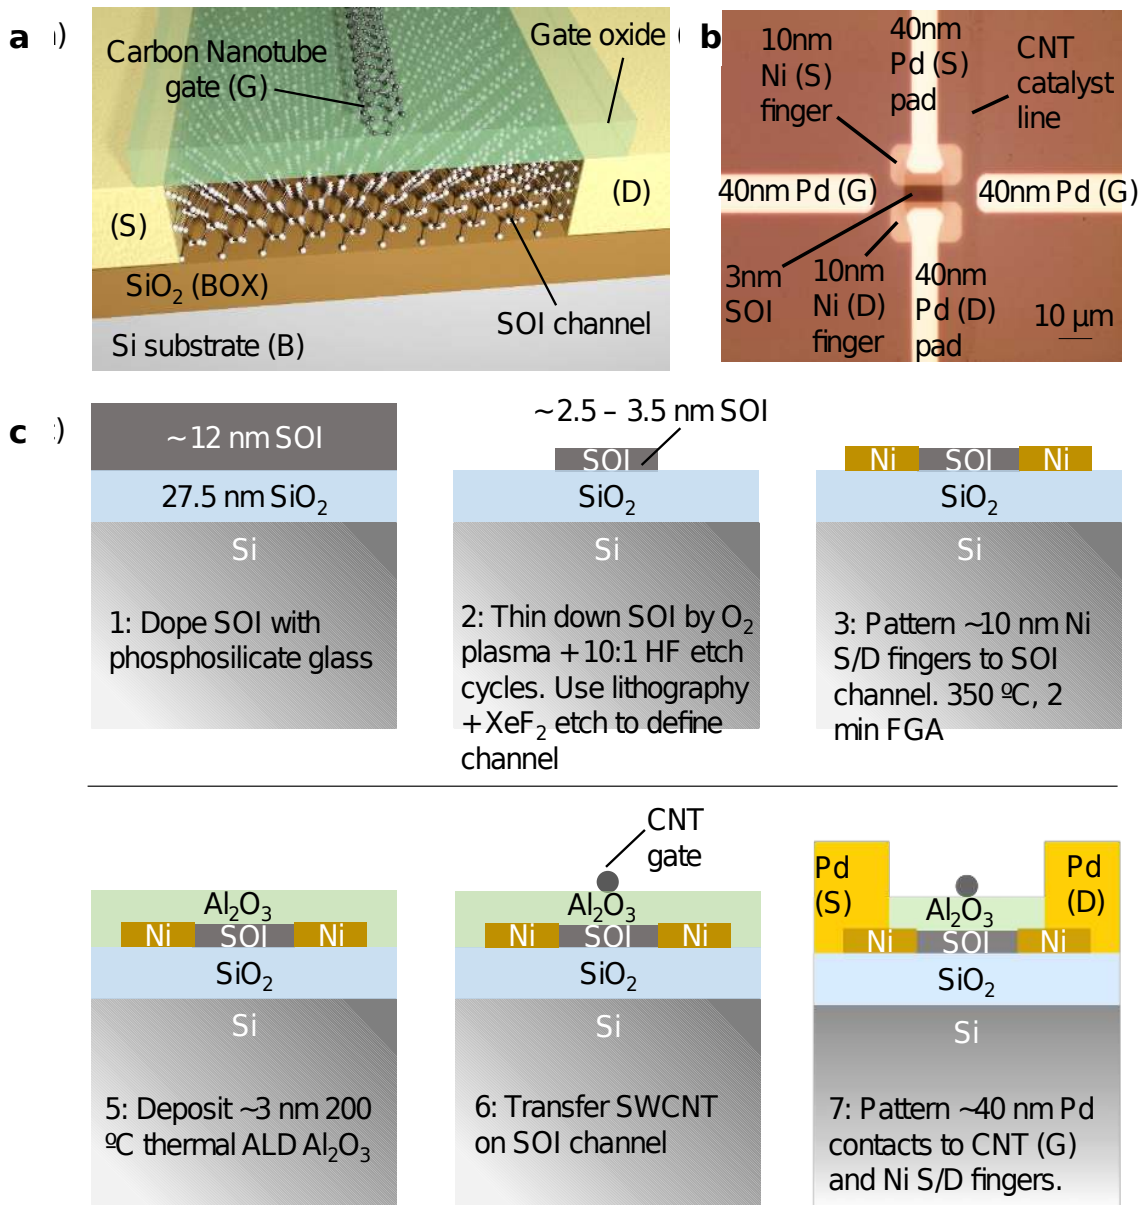 a )
Carbon Nanotube
gate (G)
Gate oxide (
(S)
(D)
SiO₂ (BOX)
SOI channel
Si substrate (B)
b
10nm
Ni (S)
finger
40nm
Pd (S)
pad
CNT
catalyst
line
40nm Pd (G)
40nm Pd (G)
3nm
SOI
10nm
Ni (D)
finger
40nm
Pd (D)
pad
10 µm
c )
~12 nm SOI
27.5 nm SiO₂
Si
1: Dope SOI with
phosphosilicate glass
~2.5 – 3.5 nm SOI
SOI
SiO₂
Si
2: Thin down SOI by O₂
plasma + 10:1 HF etch
cycles. Use lithography
+ XeF₂ etch to define
channel
Ni SOI Ni
SiO₂
Si
3: Pattern ~10 nm Ni
S/D fingers to SOI
channel. 350 ºC, 2
min FGA
Al₂O₃
Ni SOI Ni
SiO₂
Si
5: Deposit ~3 nm 200
ºC thermal ALD Al₂O₃
CNT
gate
Al₂O₃
Ni SOI Ni
SiO₂
Si
6: Transfer SWCNT
on SOI channel
Pd
(S)
Pd
(D)
Al₂O₃
Ni SOI Ni
SiO₂
Si
7: Pattern ~40 nm Pd
contacts to CNT (G)
and Ni S/D fingers.